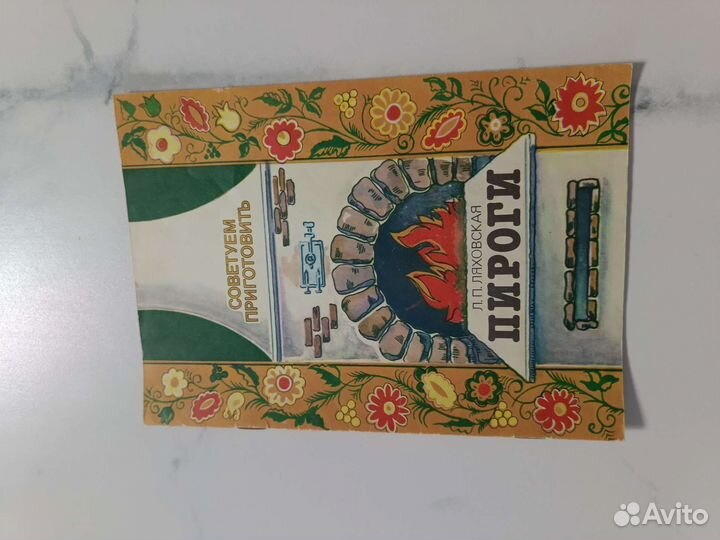 СОВЕТУЕМ
ПРИГОТОВИТЬ
Л.П.ЛЯХОВСКАЯ
ПИРОГИ
Avito